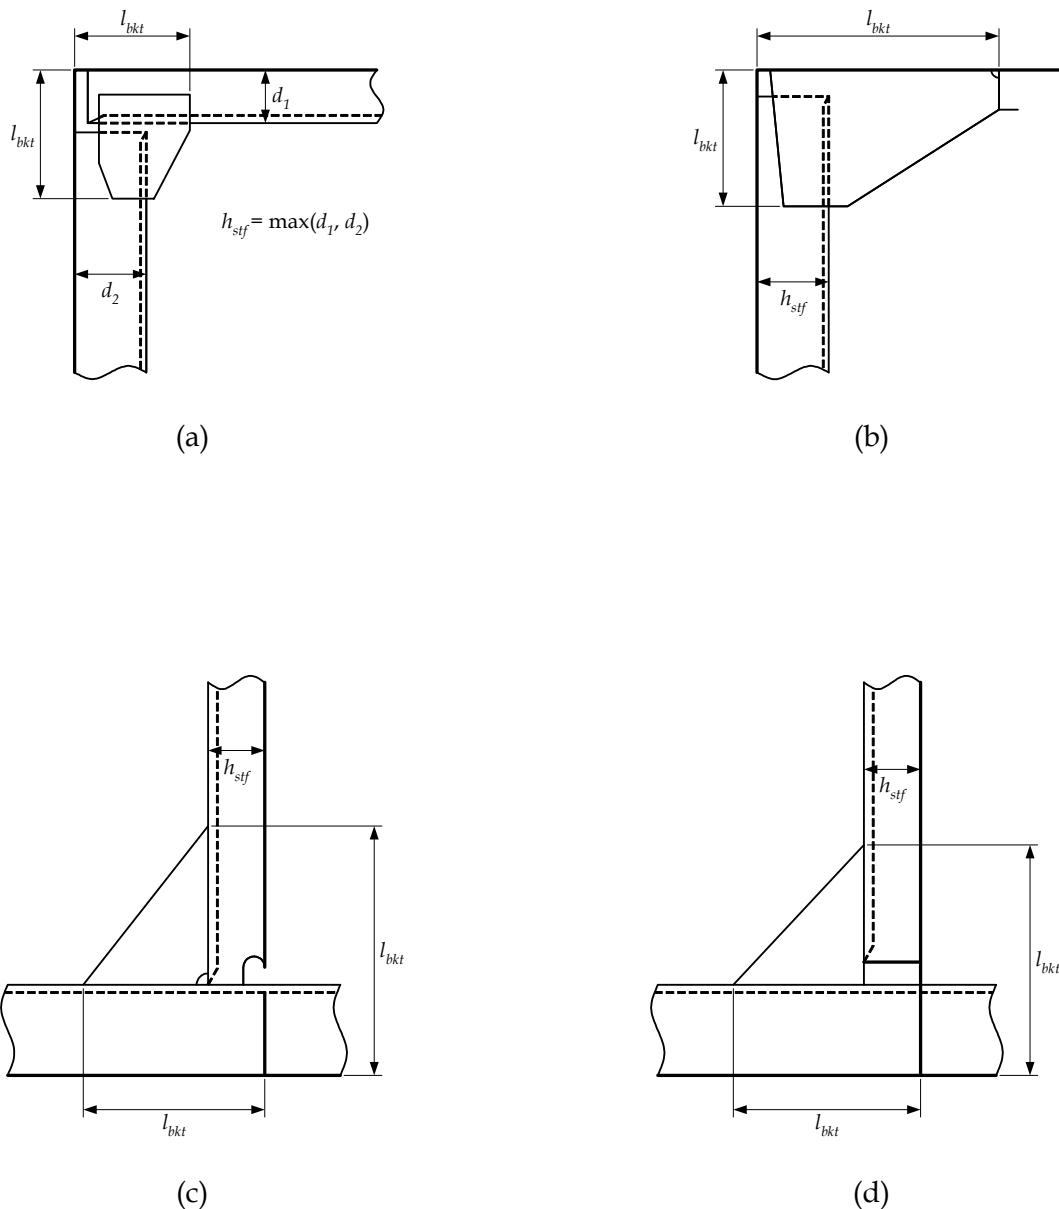 l_bkt
l_bkt
d_1
l_bkt
l_bkt
h_stf = max(d_1, d_2)
d_2
h_stf
(a)
(b)
h_stf
h_stf
l_bkt
l_bkt
l_bkt
l_bkt
(c)
(d)